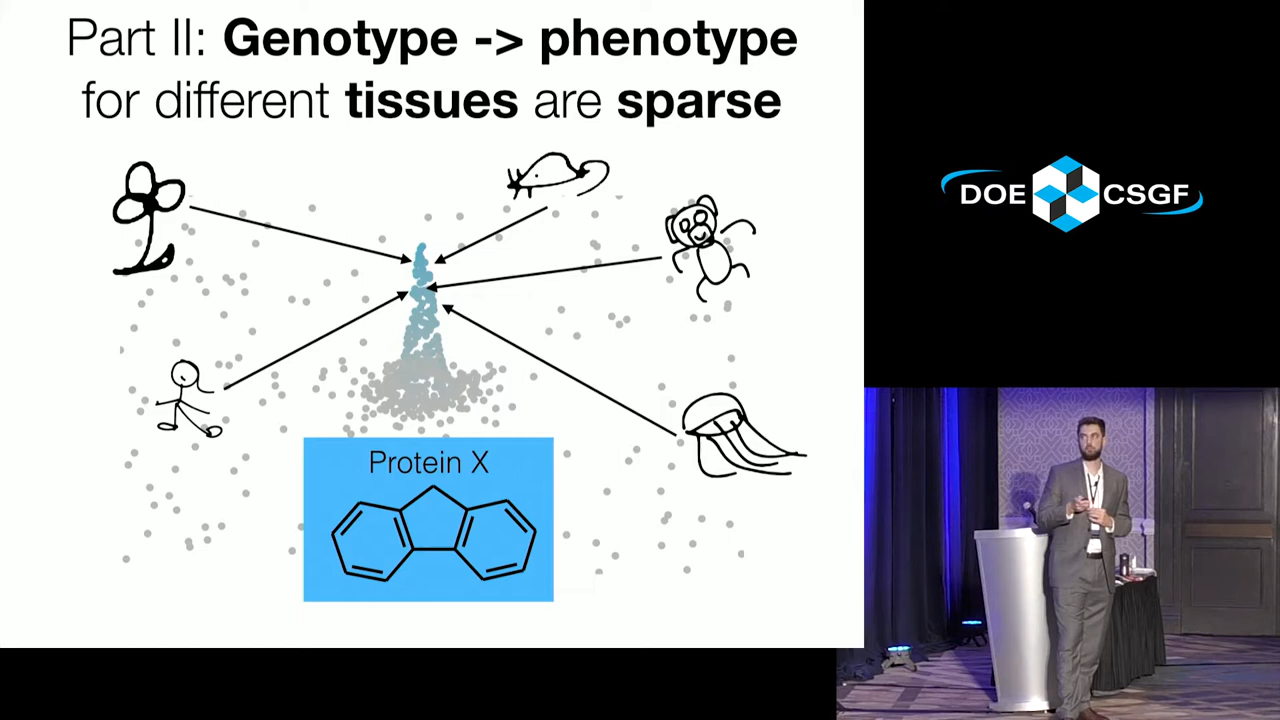 Part II: Genotype -> phenotype
for different tissues are sparse
Protein X
DOE CSGF